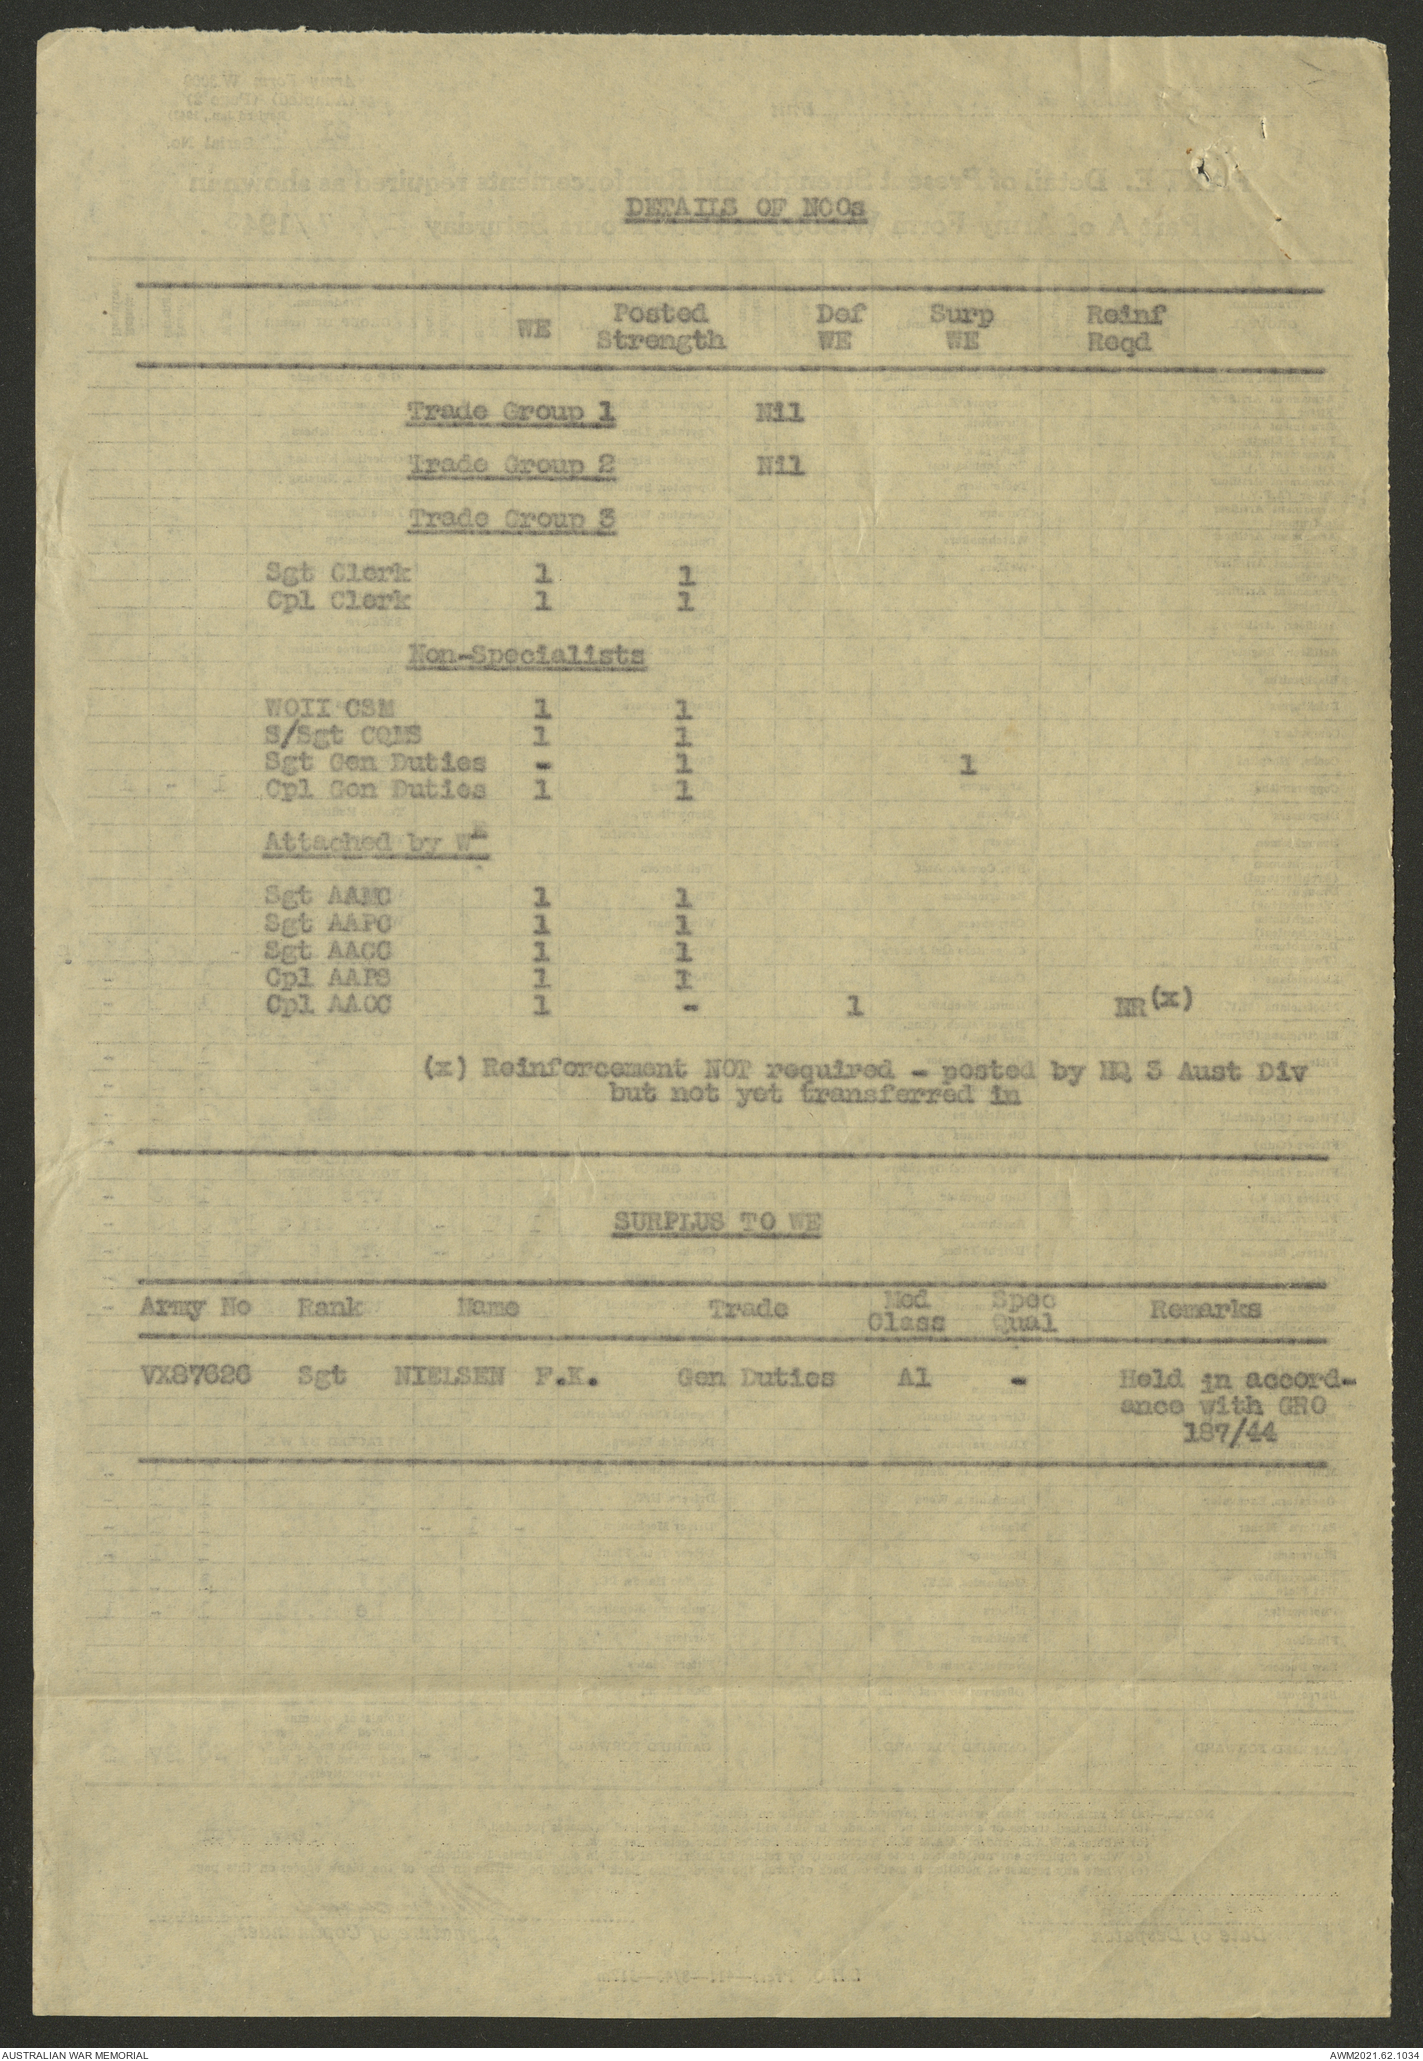 DETAILS OF NCOs
WE Posted Strength Def WE Surp WE Reinf Reqd
Trade Group 1 Nil
Trade Group 2 Nil
Trade Group 3
Sgt Clerk 1 1
Cpl Clerk 1 1
Non-Specialists
WOII CSM 1 1
S/Sgt CQMS 1 1
Sgt Gen Duties - 1 1
Cpl Gen Duties 1 1
Attached by WE
Sgt AAMC 1 1
Sgt AAPC 1 1
Sgt AACC 1 1
Cpl AAPS 1 1
Cpl AAOC 1 - 1 NR (x)
(x) Reinforcement NOT required - posted by HQ 3 Aust Div
but not yet transferred in
SURPLUS TO WE
Army No Rank Name Trade Med Class Spec Qual Remarks
VX87626 Sgt NIELSEN F.K. Gen Duties A1 - Held in accord-
ance with GRO
187/44
AUSTRALIAN WAR MEMORIAL AWM2021.62.1034